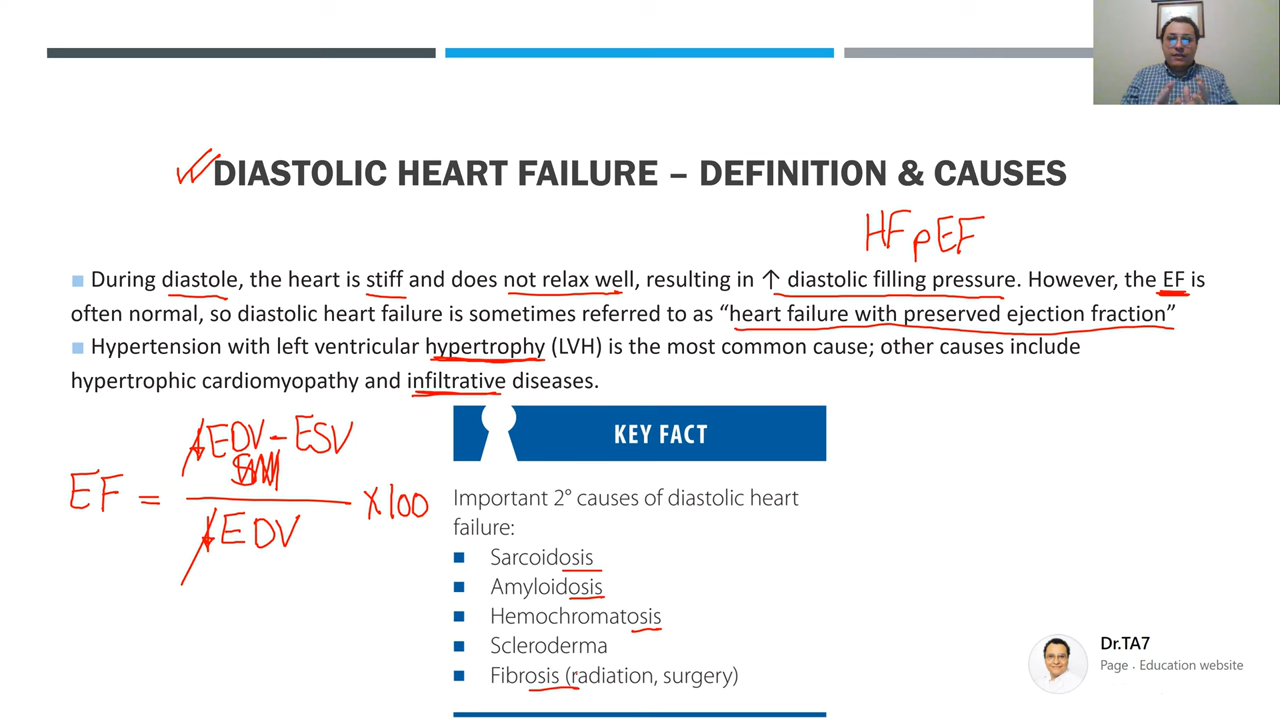 DIASTOLIC HEART FAILURE – DEFINITION & CAUSES
HFpEF
■ During diastole, the heart is stiff and does not relax well, resulting in ↑ diastolic filling pressure. However, the EF is
often normal, so diastolic heart failure is sometimes referred to as “heart failure with preserved ejection fraction”
■ Hypertension with left ventricular hypertrophy (LVH) is the most common cause; other causes include
hypertrophic cardiomyopathy and infiltrative diseases.
↓EDV - ESV
EF = ×100
↓EDV
KEY FACT
Important 2° causes of diastolic heart
failure:
■ Sarcoidosis
■ Amyloidosis
■ Hemochromatosis
■ Scleroderma
■ Fibrosis (radiation, surgery)
Dr.TA7
Page · Education website